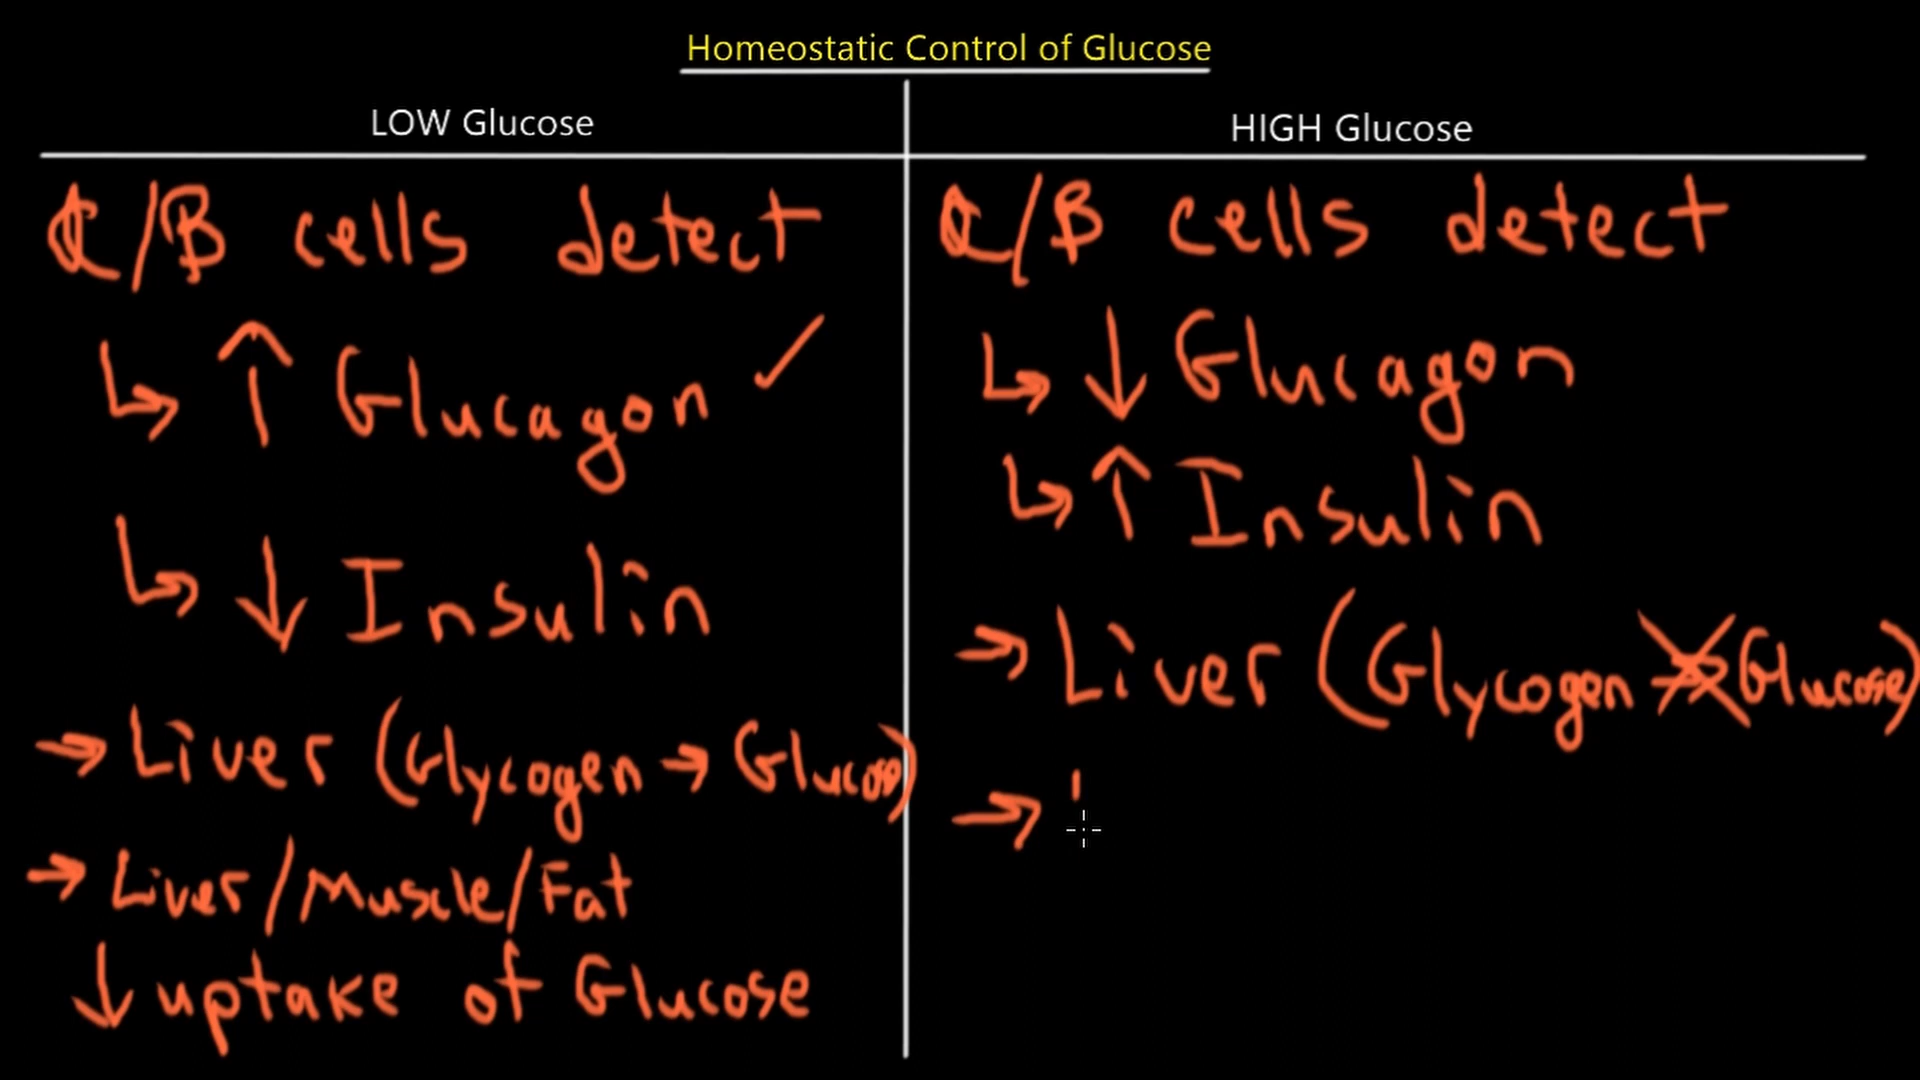 Homeostatic Control of Glucose
LOW Glucose
α/β cells detect
↳ ↑ Glucagon ✓
↳ ↓ Insulin
→ Liver (Glycogen → Glucose)
→ Liver/Muscle/Fat
↓ uptake of Glucose
HIGH Glucose
α/β cells detect
↳ ↓ Glucagon
↳ ↑ Insulin
→ Liver (Glycogen → Glucose)
→